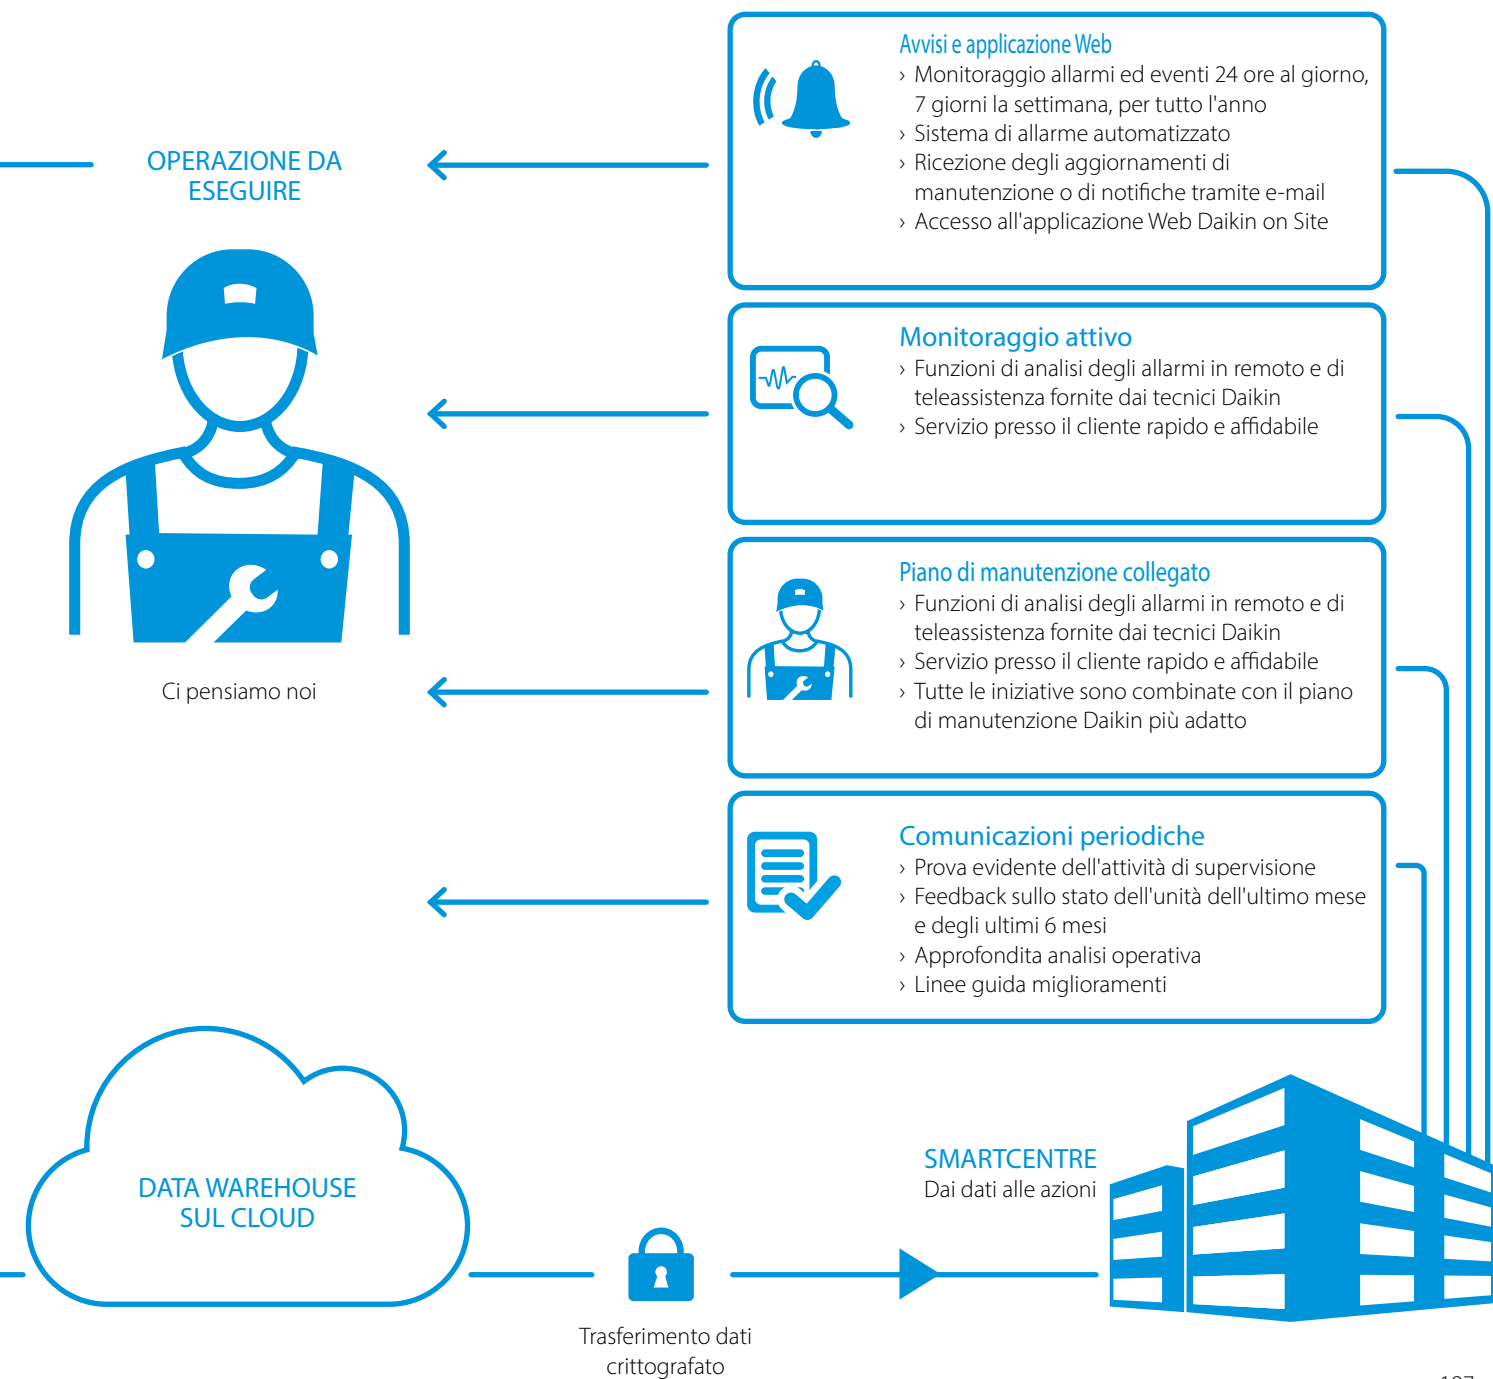 OPERAZIONE DA
ESEGUIRE
Ci pensiamo noi
Avvisi e applicazione Web
› Monitoraggio allarmi ed eventi 24 ore al giorno,
7 giorni la settimana, per tutto l'anno
› Sistema di allarme automatizzato
› Ricezione degli aggiornamenti di
manutenzione o di notifiche tramite e-mail
› Accesso all'applicazione Web Daikin on Site
Monitoraggio attivo
› Funzioni di analisi degli allarmi in remoto e di
teleassistenza fornite dai tecnici Daikin
› Servizio presso il cliente rapido e affidabile
Piano di manutenzione collegato
› Funzioni di analisi degli allarmi in remoto e di
teleassistenza fornite dai tecnici Daikin
› Servizio presso il cliente rapido e affidabile
› Tutte le iniziative sono combinate con il piano
di manutenzione Daikin più adatto
Comunicazioni periodiche
› Prova evidente dell'attività di supervisione
› Feedback sullo stato dell'unità dell'ultimo mese
e degli ultimi 6 mesi
› Approfondita analisi operativa
› Linee guida miglioramenti
DATA WAREHOUSE
SUL CLOUD
Trasferimento dati
crittografato
SMARTCENTRE
Dai dati alle azioni